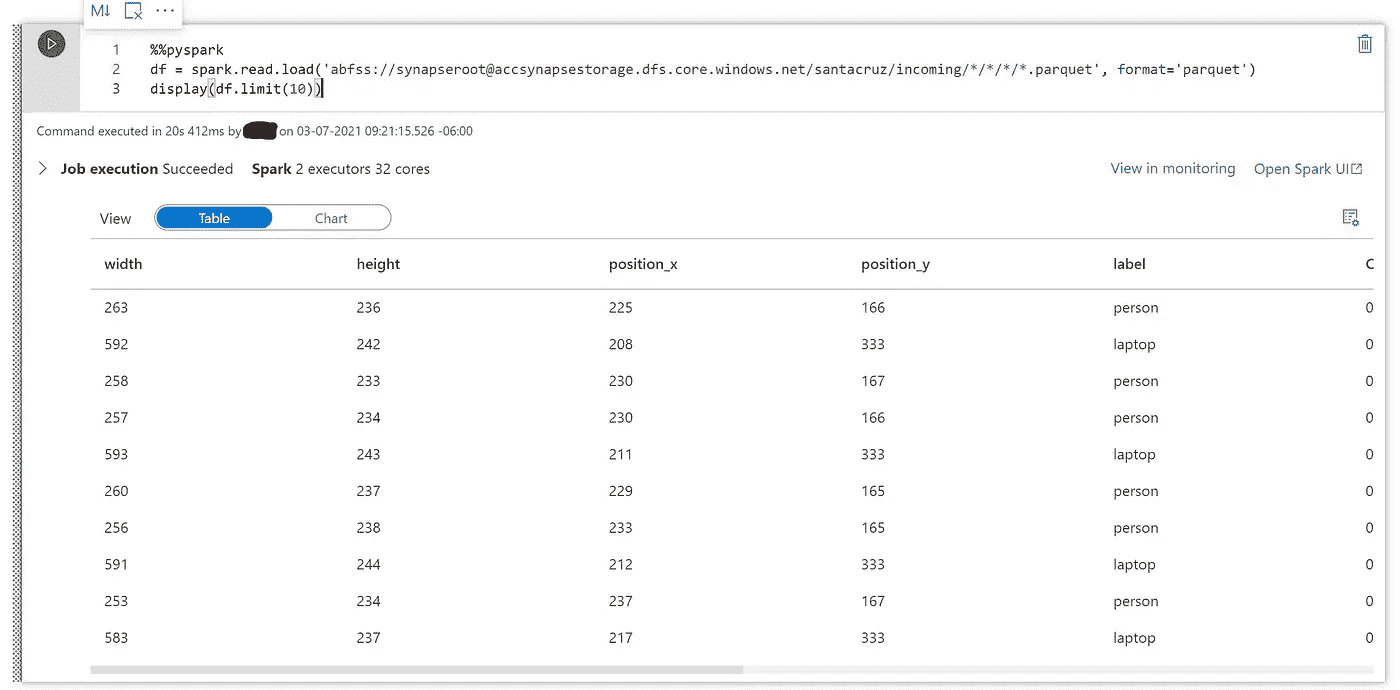 M↓ ...
1 %%pyspark
2 df = spark.read.load('abfss://synapseroot@accsynapsestorage.dfs.core.windows.net/santacruz/incoming/*/*/*/*.parquet', format='parquet')
3 display(df.limit(10))
Command executed in 20s 412ms by on 03-07-2021 09:21:15.526 -06:00
Job execution Succeeded Spark 2 executors 32 cores View in monitoring Open Spark UI
View Table Chart
width height position_x position_y label C
263 236 225 166 person 0
592 242 208 333 laptop 0
258 233 230 167 person 0
257 234 230 166 person 0
593 243 211 333 laptop 0
260 237 229 165 person 0
256 238 233 165 person 0
591 244 212 333 laptop 0
253 234 237 167 person 0
583 237 217 333 laptop 0